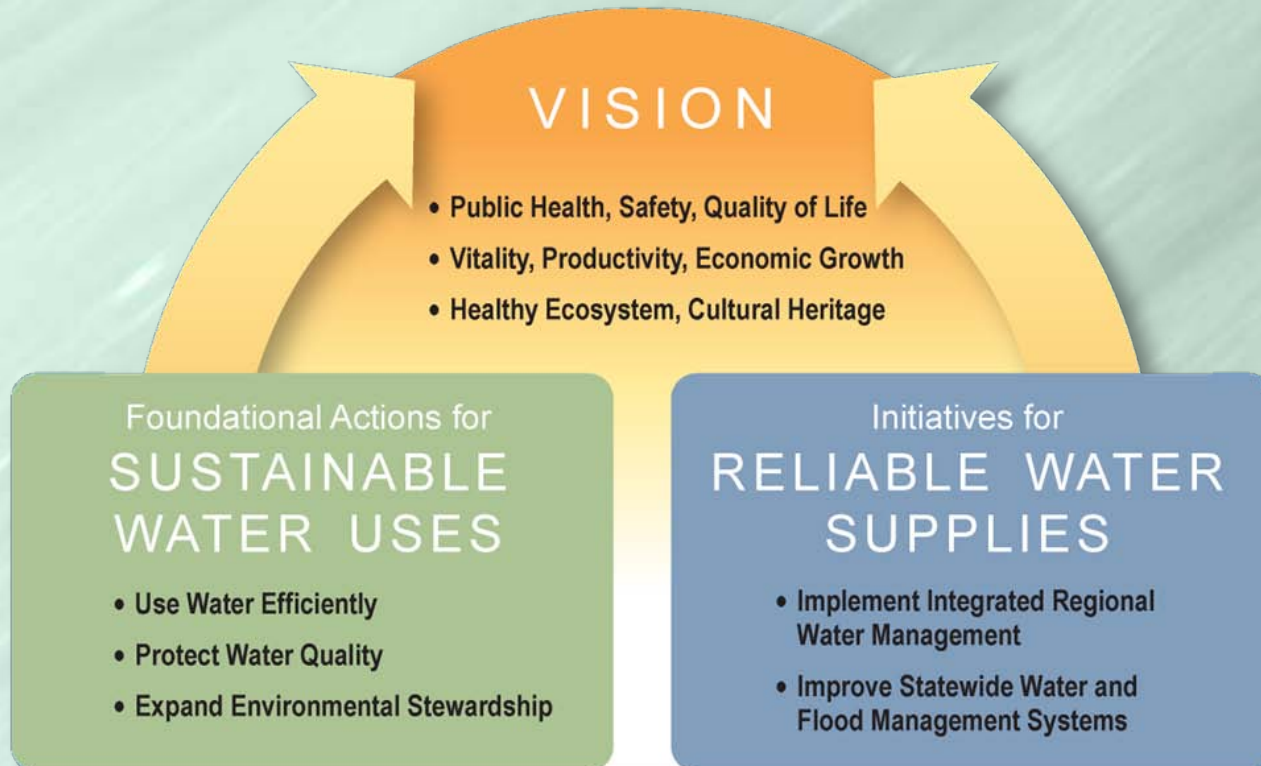 VISION
• Public Health, Safety, Quality of Life
• Vitality, Productivity, Economic Growth
• Healthy Ecosystem, Cultural Heritage
Foundational Actions for
SUSTAINABLE
WATER USES
• Use Water Efficiently
• Protect Water Quality
• Expand Environmental Stewardship
Initiatives for
RELIABLE WATER
SUPPLIES
• Implement Integrated Regional
Water Management
• Improve Statewide Water and
Flood Management Systems